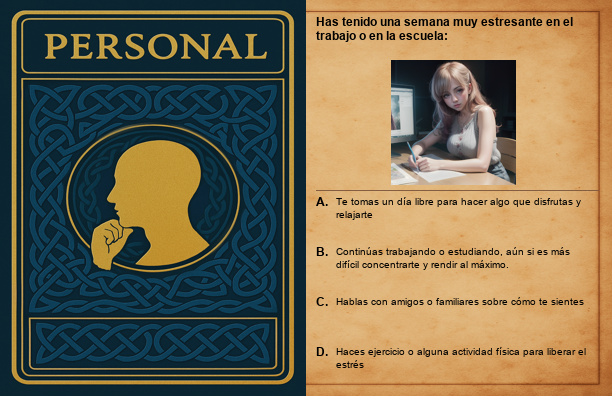 PERSONAL
Has tenido una semana muy estresante en el
trabajo o en la escuela:
A. Te tomas un día libre para hacer algo que disfrutas y
relajarte
B. Continúas trabajando o estudiando, aún si es más
difícil concentrarte y rendir al máximo.
C. Hablas con amigos o familiares sobre cómo te sientes
D. Haces ejercicio o alguna actividad física para liberar el
estrés